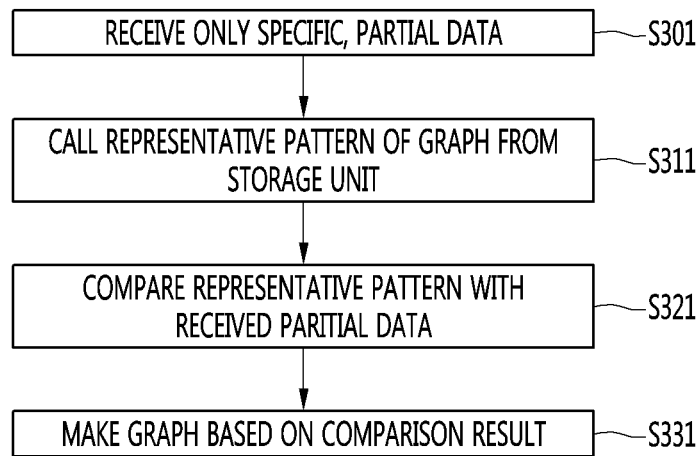 RECEIVE ONLY SPECIFIC, PARTIAL DATA
S301
CALL REPRESENTATIVE PATTERN OF GRAPH FROM
STORAGE UNIT
S311
COMPARE REPRESENTATIVE PATTERN WITH
RECEIVED PARITIAL DATA
S321
MAKE GRAPH BASED ON COMPARISON RESULT
S331